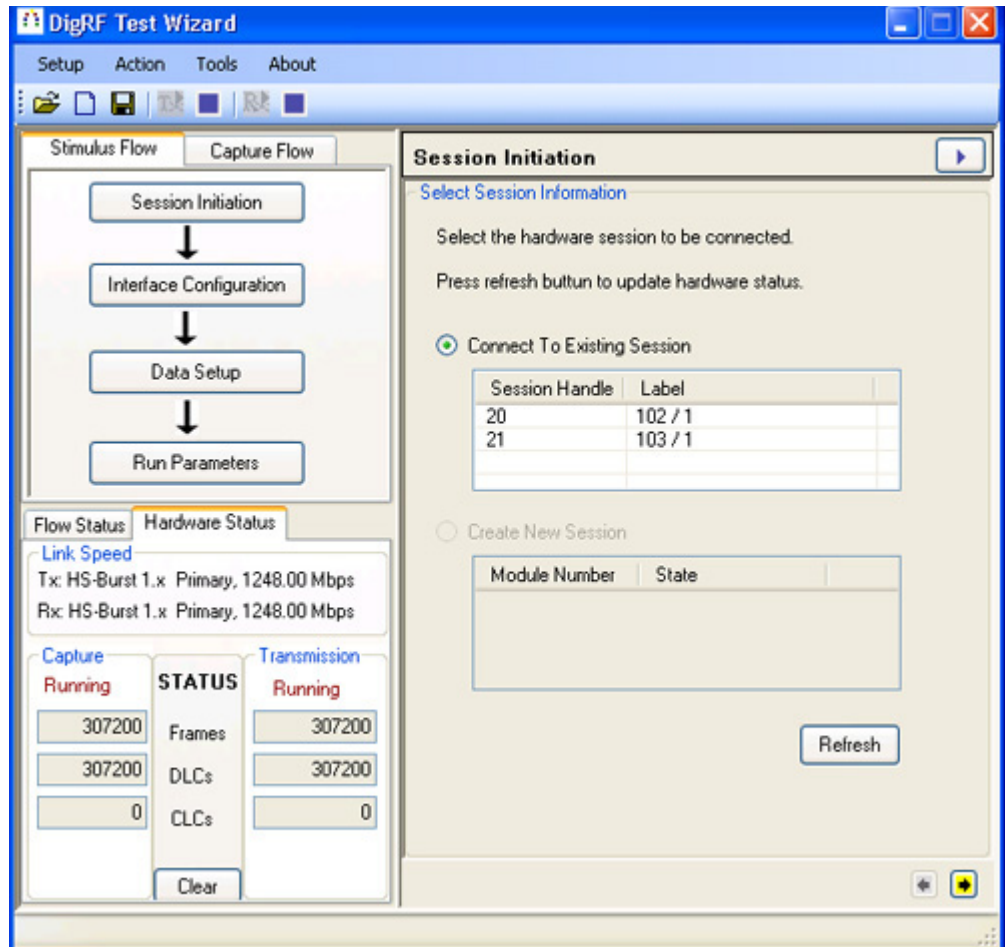 DigRF Test Wizard
Setup Action Tools About
Stimulus Flow Capture Flow
Session Initiation
Interface Configuration
Data Setup
Run Parameters
Flow Status Hardware Status
Link Speed
Tx: HS-Burst 1.x Primary, 1248.00 Mbps
Rx: HS-Burst 1.x Primary, 1248.00 Mbps
Capture STATUS Transmission
Running Running
307200 Frames 307200
307200 DLCs 307200
0 CLCs 0
Clear
Session Initiation
Select Session Information
Select the hardware session to be connected.
Press refresh buttun to update hardware status.
Connect To Existing Session
Session Handle Label
20 102 / 1
21 103 / 1
Create New Session
Module Number State
Refresh